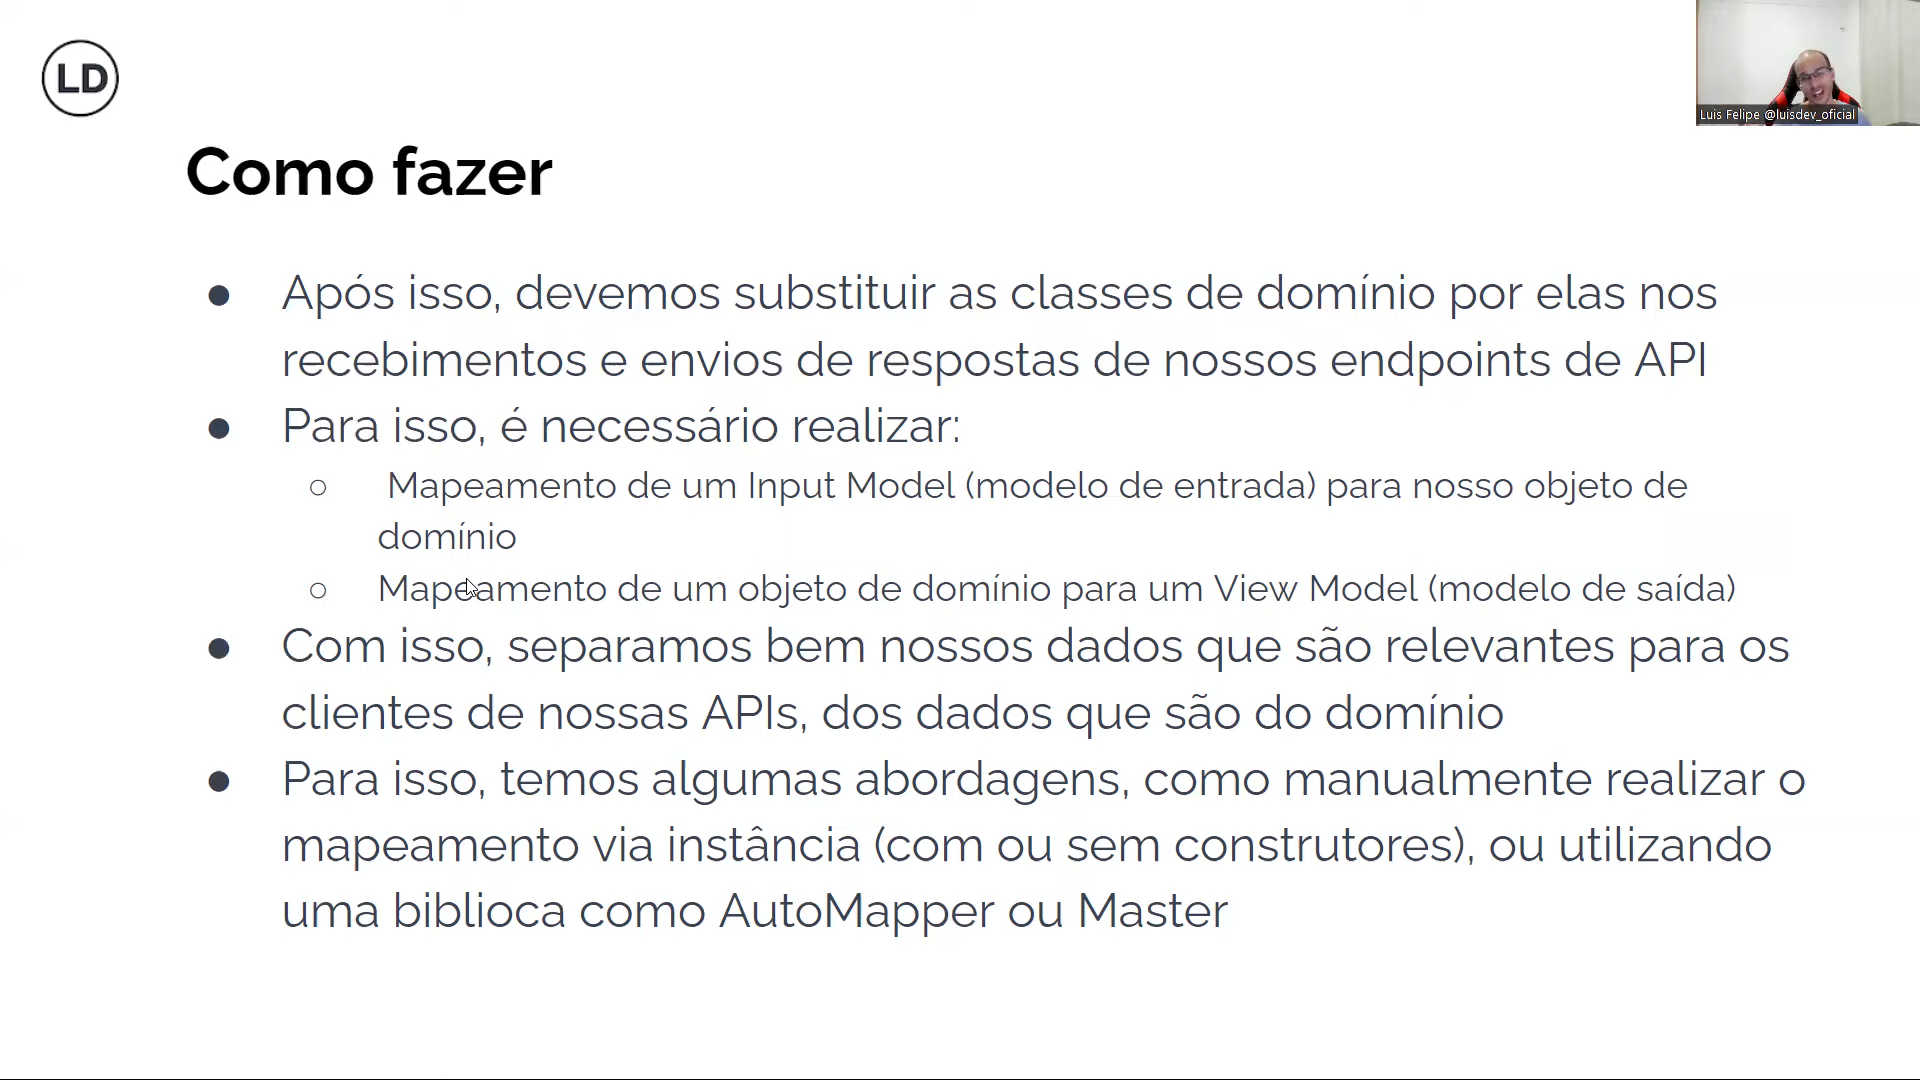 LD
Luis Felipe @luisdev_oficial
Como fazer
● Após isso, devemos substituir as classes de domínio por elas nos
recebimentos e envios de respostas de nossos endpoints de API
● Para isso, é necessário realizar:
○ Mapeamento de um Input Model (modelo de entrada) para nosso objeto de
domínio
○ Mapeamento de um objeto de domínio para um View Model (modelo de saída)
● Com isso, separamos bem nossos dados que são relevantes para os
clientes de nossas APIs, dos dados que são do domínio
● Para isso, temos algumas abordagens, como manualmente realizar o
mapeamento via instância (com ou sem construtores), ou utilizando
uma biblioca como AutoMapper ou Master